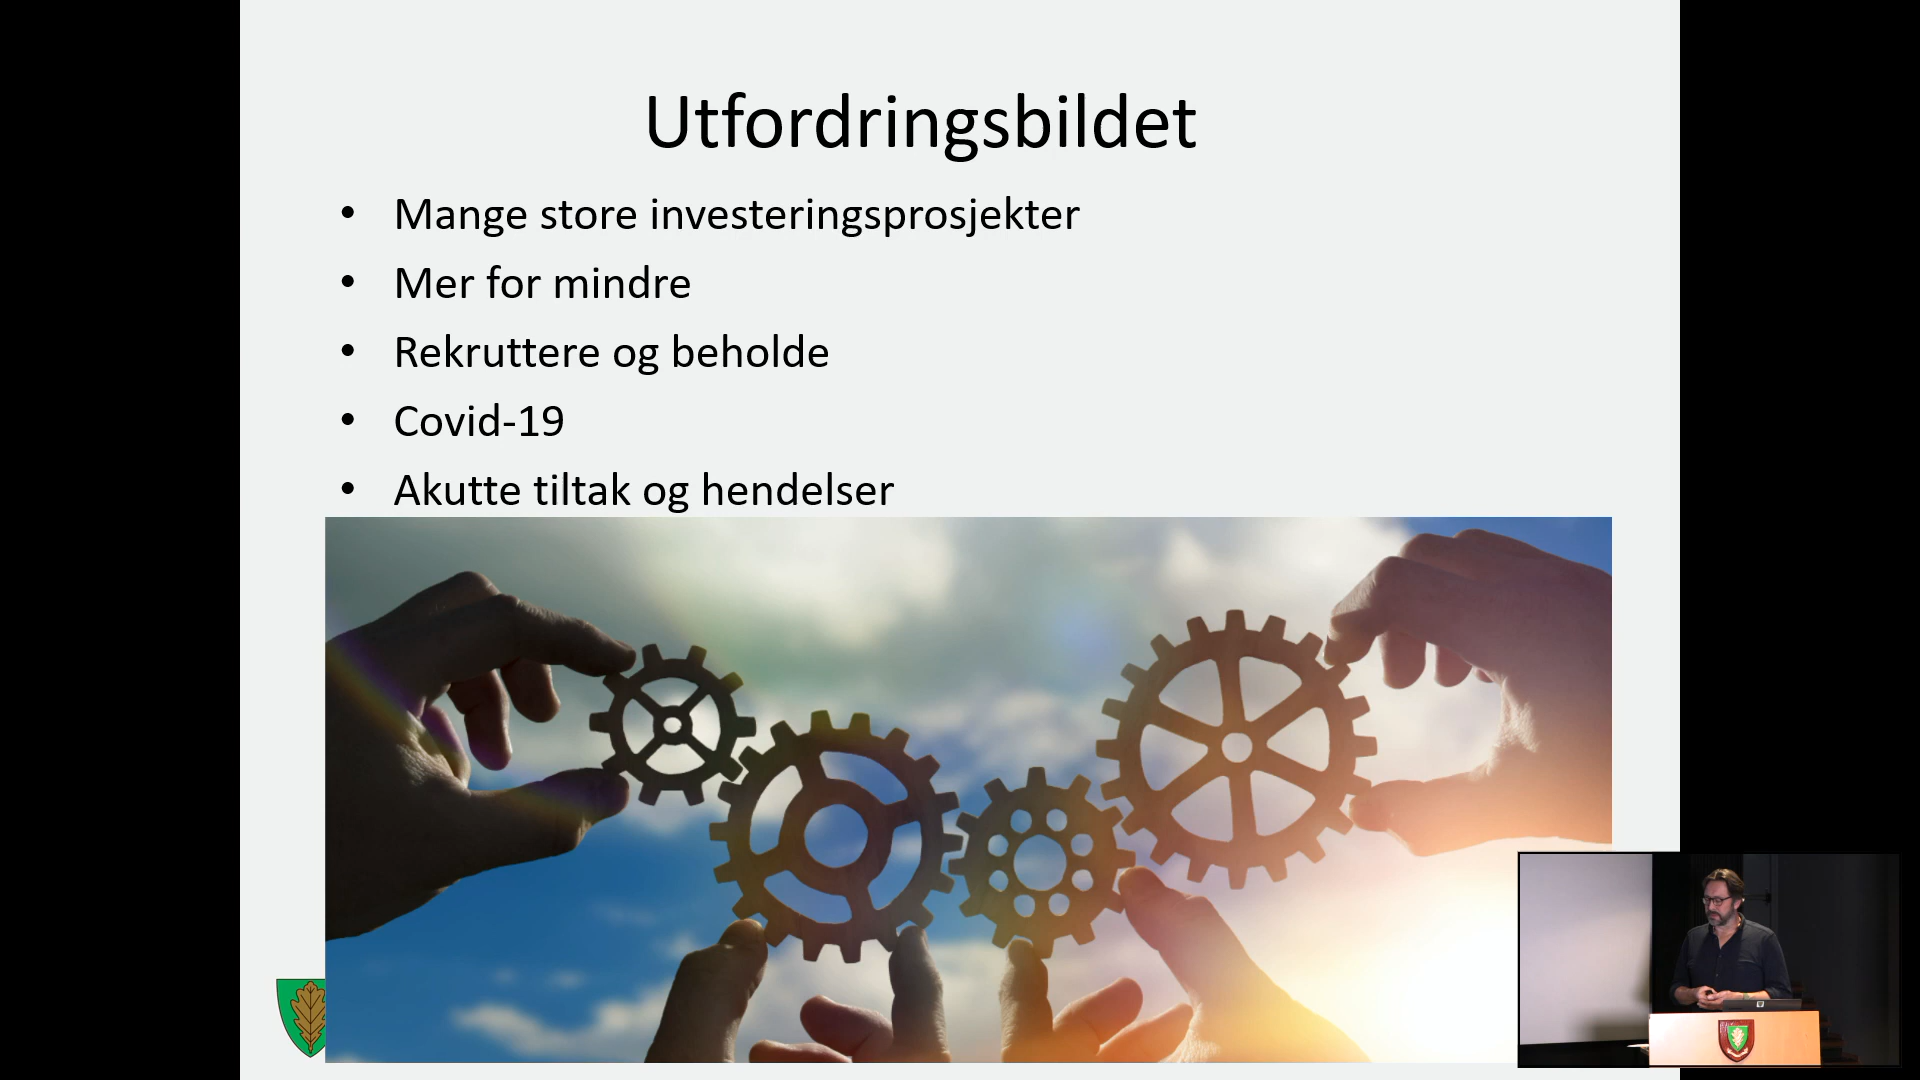 Utfordringsbildet
• Mange store investeringsprosjekter
• Mer for mindre
• Rekruttere og beholde
• Covid-19
• Akutte tiltak og hendelser